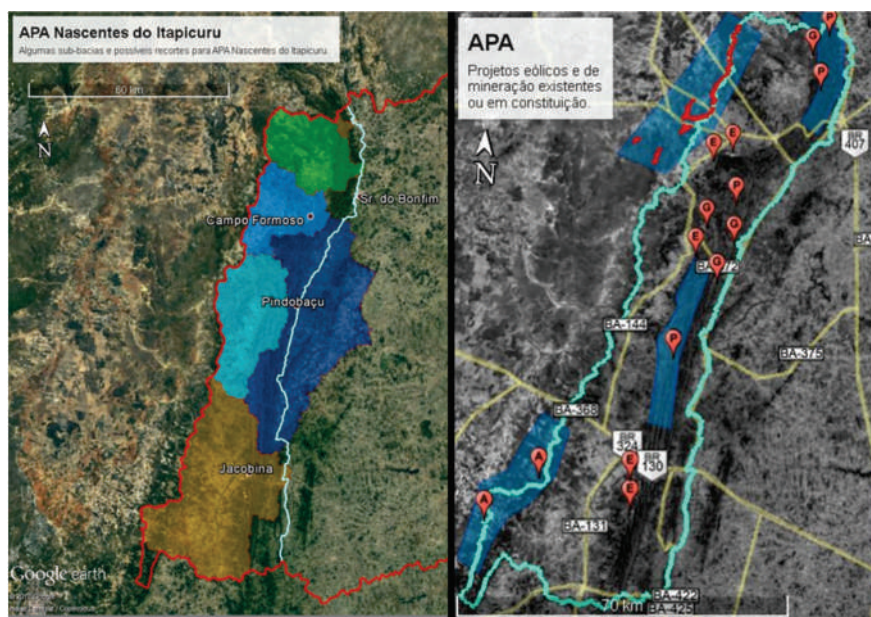 APA Nascentes do Itapicuru
Algumas sub-bacias e possíveis recortes para APA Nascentes do Itapicuru.
60 km
N
Sr. do Bonfim
Campo Formoso
Pindobaçu
Jacobina
Google earth
APA
Projetos eólicos e de
mineração existentes
ou em constituição.
N
P
G
P
BR
407
E
E
P
G
G
E
G
BA-144
P
BA-375
BA-368
BR
324
BR
130
A
E
A
E
BA-131
BA-422
70 km
BA-425